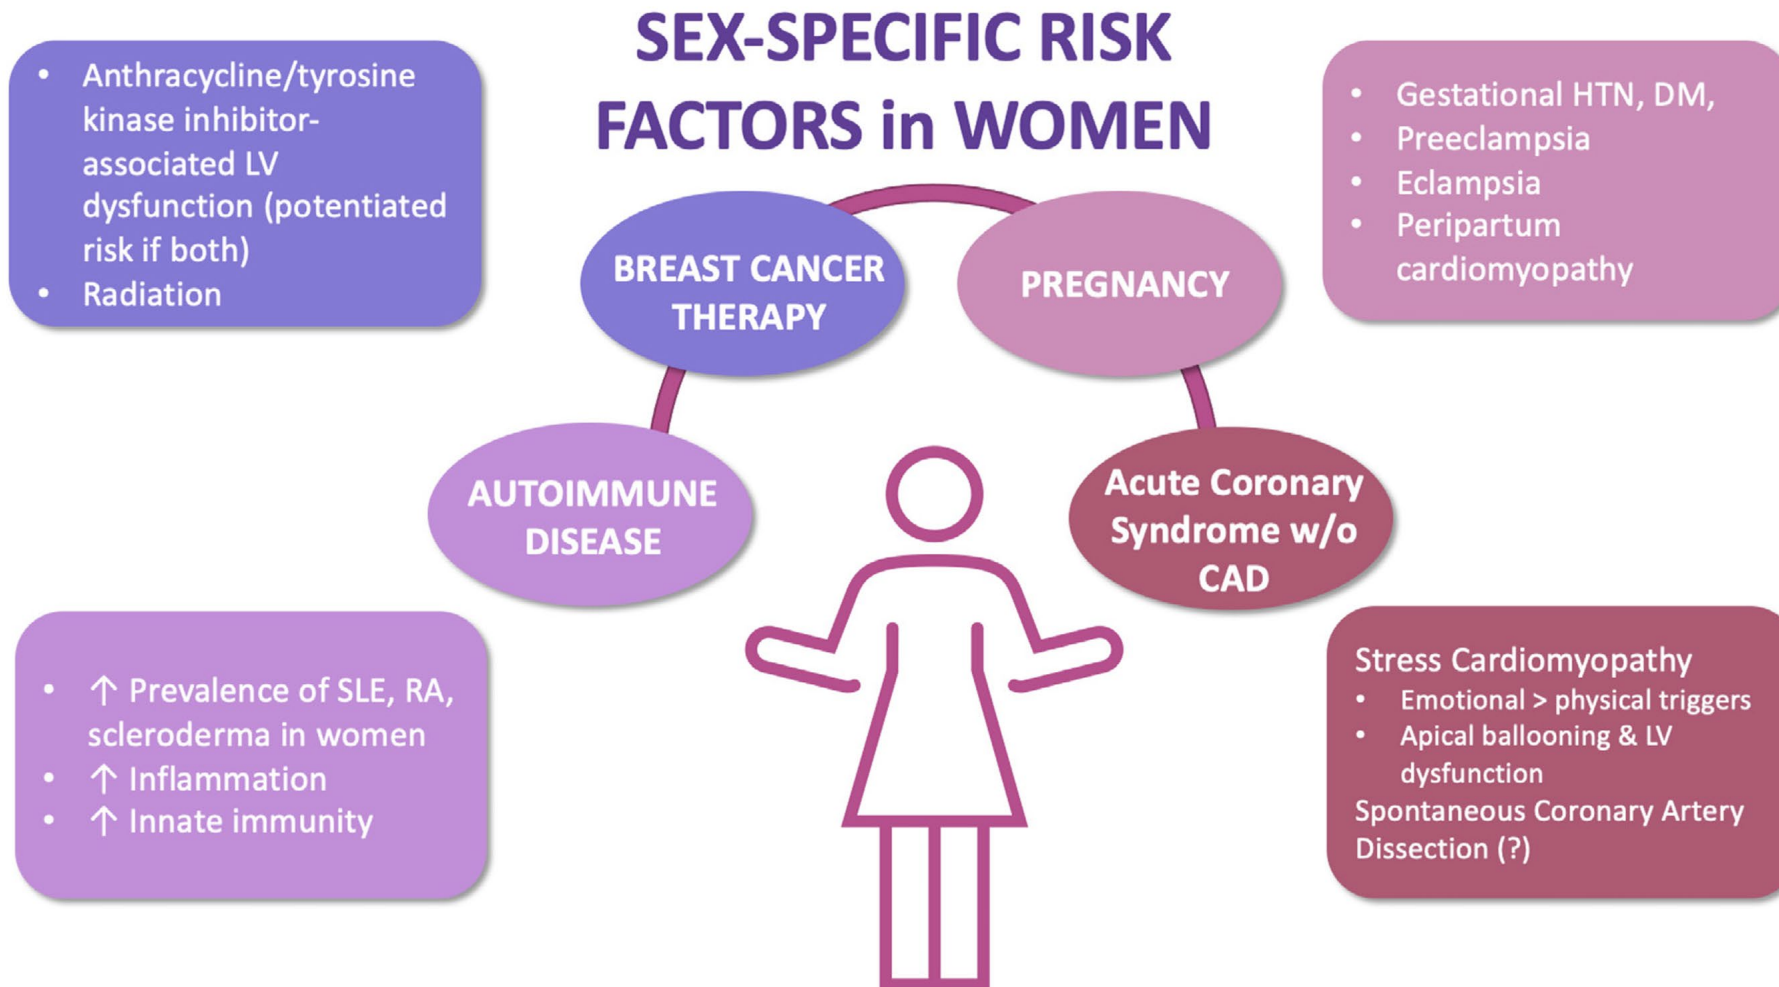 SEX-SPECIFIC RISK
FACTORS in WOMEN
• Anthracycline/tyrosine
kinase inhibitor-
associated LV
dysfunction (potentiated
risk if both)
• Radiation
BREAST CANCER
THERAPY
PREGNANCY
• Gestational HTN, DM,
• Preeclampsia
• Eclampsia
• Peripartum
cardiomyopathy
AUTOIMMUNE
DISEASE
• ↑ Prevalence of SLE, RA,
scleroderma in women
• ↑ Inflammation
• ↑ Innate immunity
Acute Coronary
Syndrome w/o
CAD
Stress Cardiomyopathy
• Emotional > physical triggers
• Apical ballooning & LV
dysfunction
Spontaneous Coronary Artery
Dissection (?)